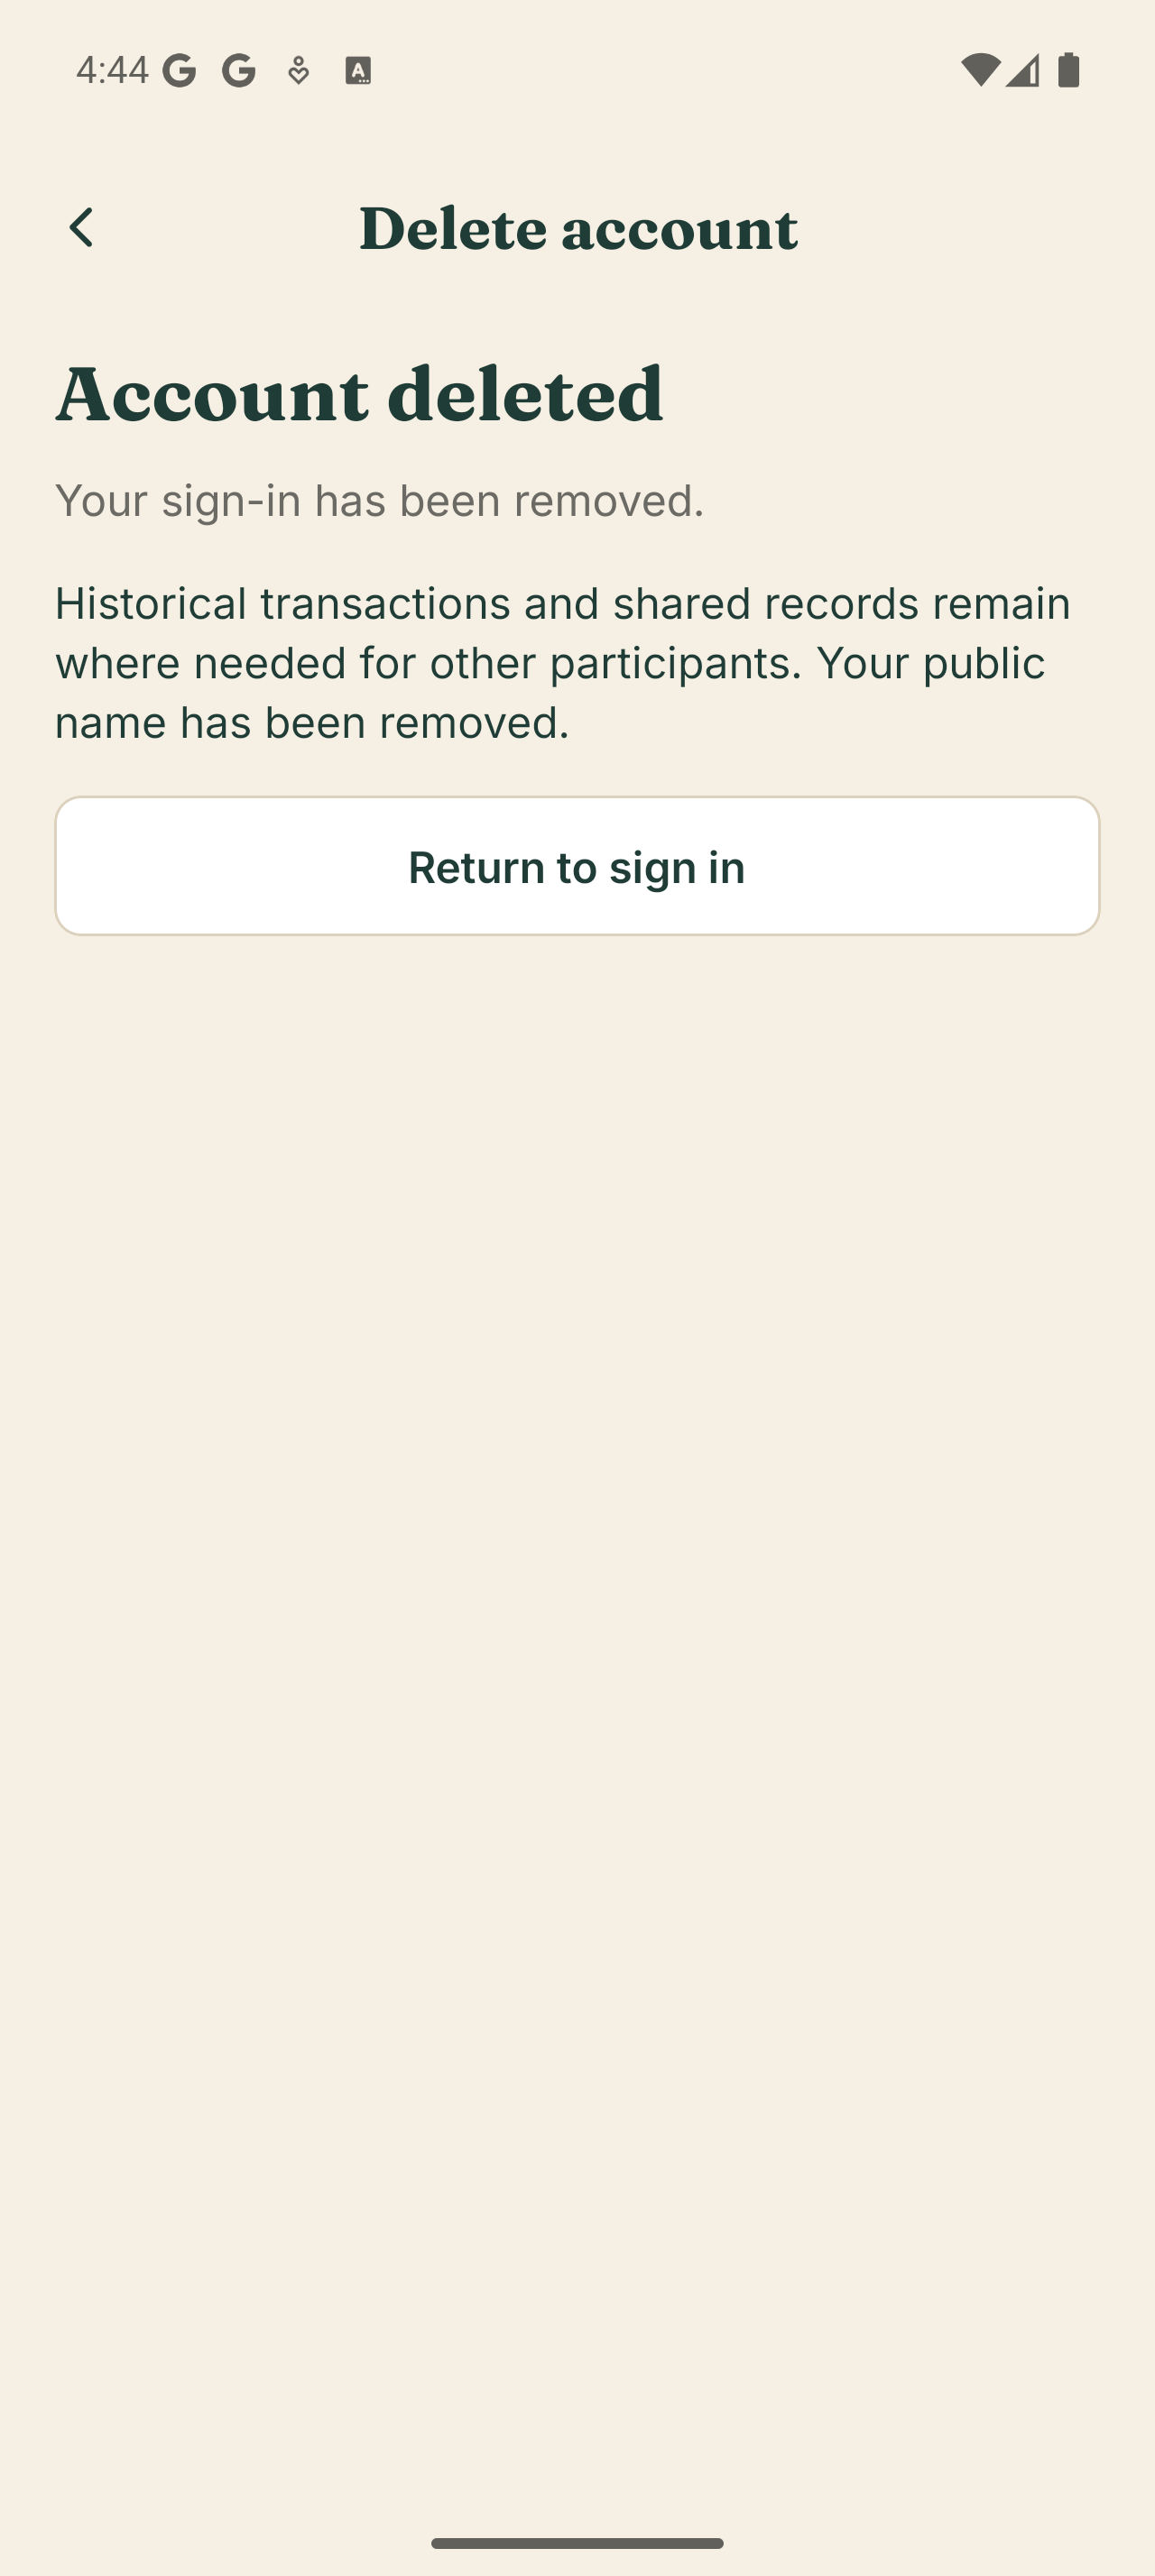 4:44
Delete account
Account deleted
Your sign-in has been removed.
Historical transactions and shared records remain
where needed for other participants. Your public
name has been removed.
Return to sign in